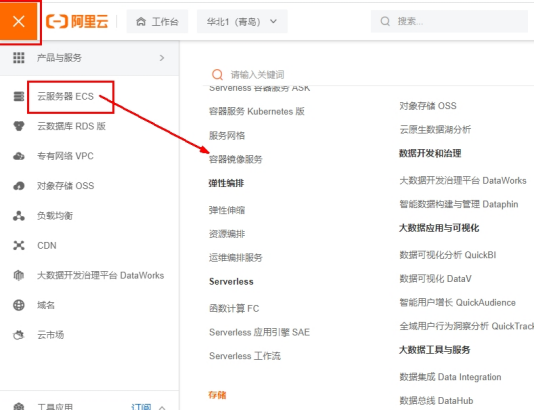 阿里云
工作台
华北1（青岛）
搜索...
产品与服务
云服务器 ECS
云数据库 RDS 版
专有网络 VPC
对象存储 OSS
负载均衡
CDN
大数据开发治理平台 DataWorks
域名
云市场
工具应用
订阅
请输入关键词
Serverless 容器服务 ASK
容器服务 Kubernetes 版
服务网格
容器镜像服务
弹性编排
弹性伸缩
资源编排
运维编排服务
Serverless
函数计算 FC
Serverless 应用引擎 SAE
Serverless 工作流
存储
对象存储 OSS
云原生数据湖分析
数据开发和治理
大数据开发治理平台 DataWorks
智能数据构建与管理 Dataphin
大数据应用与可视化
数据可视化分析 QuickBI
数据可视化 DataV
智能用户增长 QuickAudience
全域用户行为洞察分析 QuickTrack
大数据工具与服务
数据集成 Data Integration
数据总线 DataHub